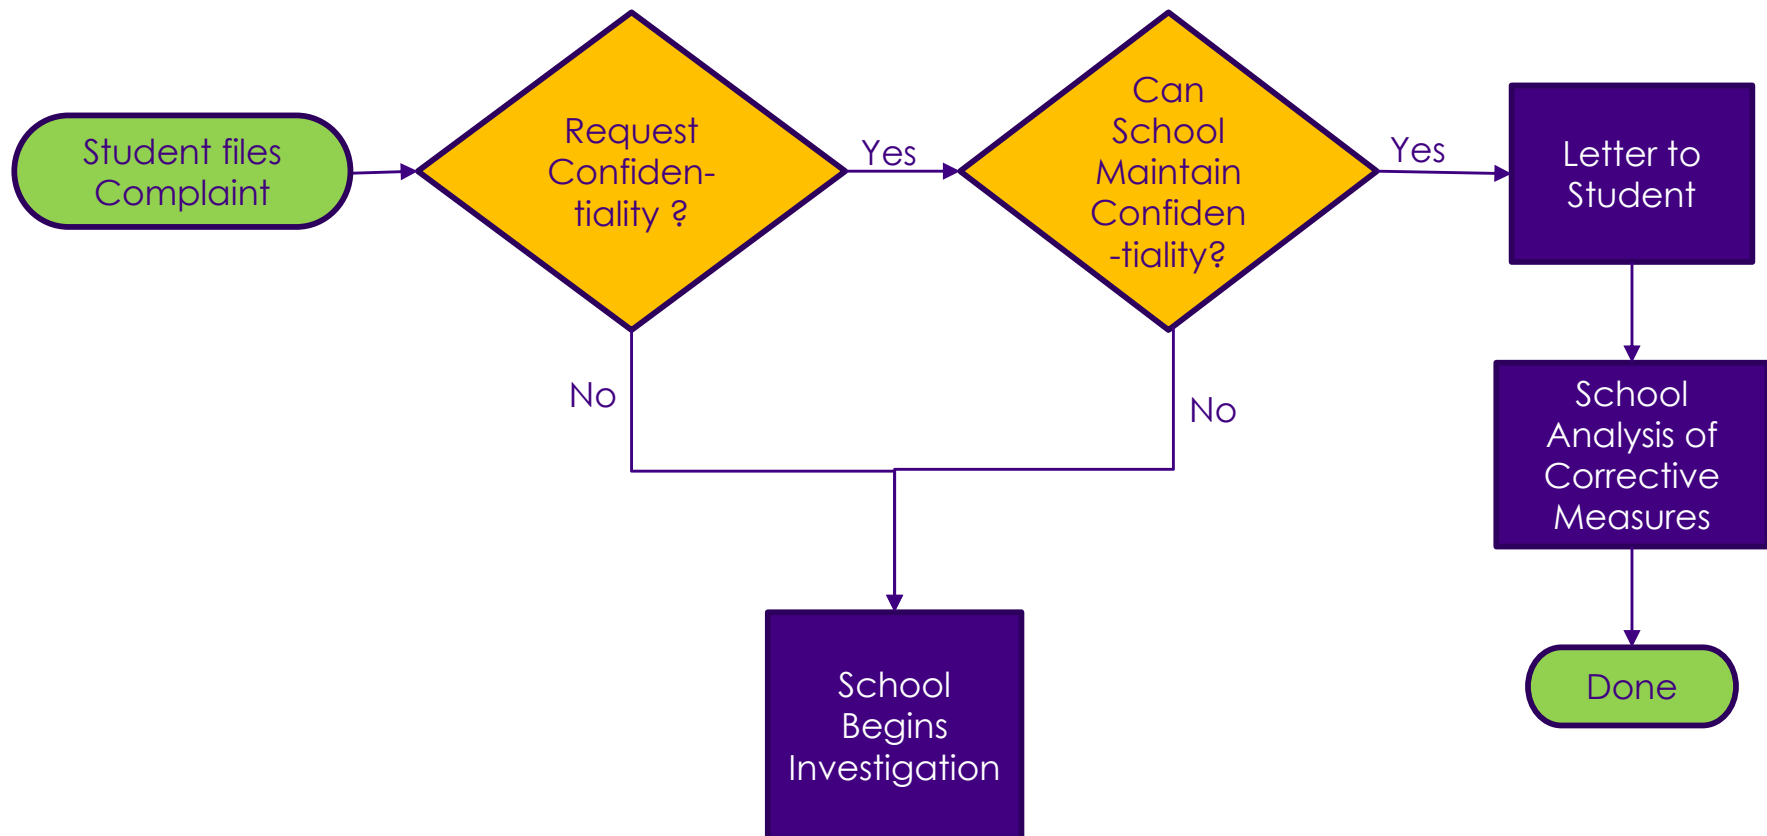 Student files
Complaint
Request
Confiden-
tiality ?
Yes
Can
School
Maintain
Confiden
-tiality?
Yes
Letter to
Student
No
No
School
Analysis of
Corrective
Measures
School
Begins
Investigation
Done